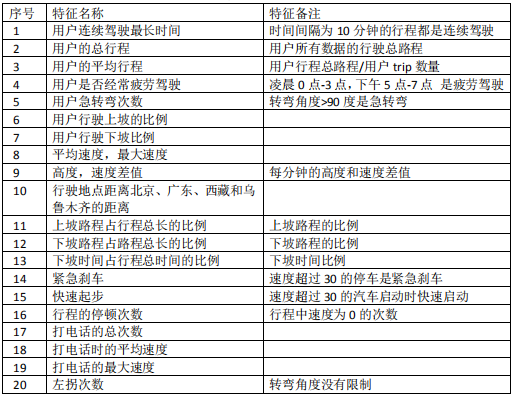 序号 特征名称 特征备注
1 用户连续驾驶最长时间 时间间隔为 10 分钟的行程都是连续驾驶
2 用户的总行程 用户所有数据的行驶总路程
3 用户的平均行程 用户行程总路程/用户 trip 数量
4 用户是否经常疲劳驾驶 凌晨 0 点-3 点,下午 5 点-7 点 是疲劳驾驶
5 用户急转弯次数 转弯角度>90 度是急转弯
6 用户行驶上坡的比例
7 用户行驶下坡比例
8 平均速度，最大速度
9 高度，速度差值 每分钟的高度和速度差值
10 行驶地点距离北京、广东、西藏和乌
鲁木齐的距离
11 上坡路程占行程总长的比例 上坡路程的比例
12 下坡路程占路程总长的比例 下坡路程的比例
13 下坡时间占行程总时间的比例 下坡时间比例
14 紧急刹车 速度超过 30 的停车是紧急刹车
15 快速起步 速度超过 30 的汽车启动时快速启动
16 行程的停顿次数 行程中速度为 0 的次数
17 打电话的总次数
18 打电话时的平均速度
19 打电话的最大速度
20 左拐次数 转弯角度没有限制